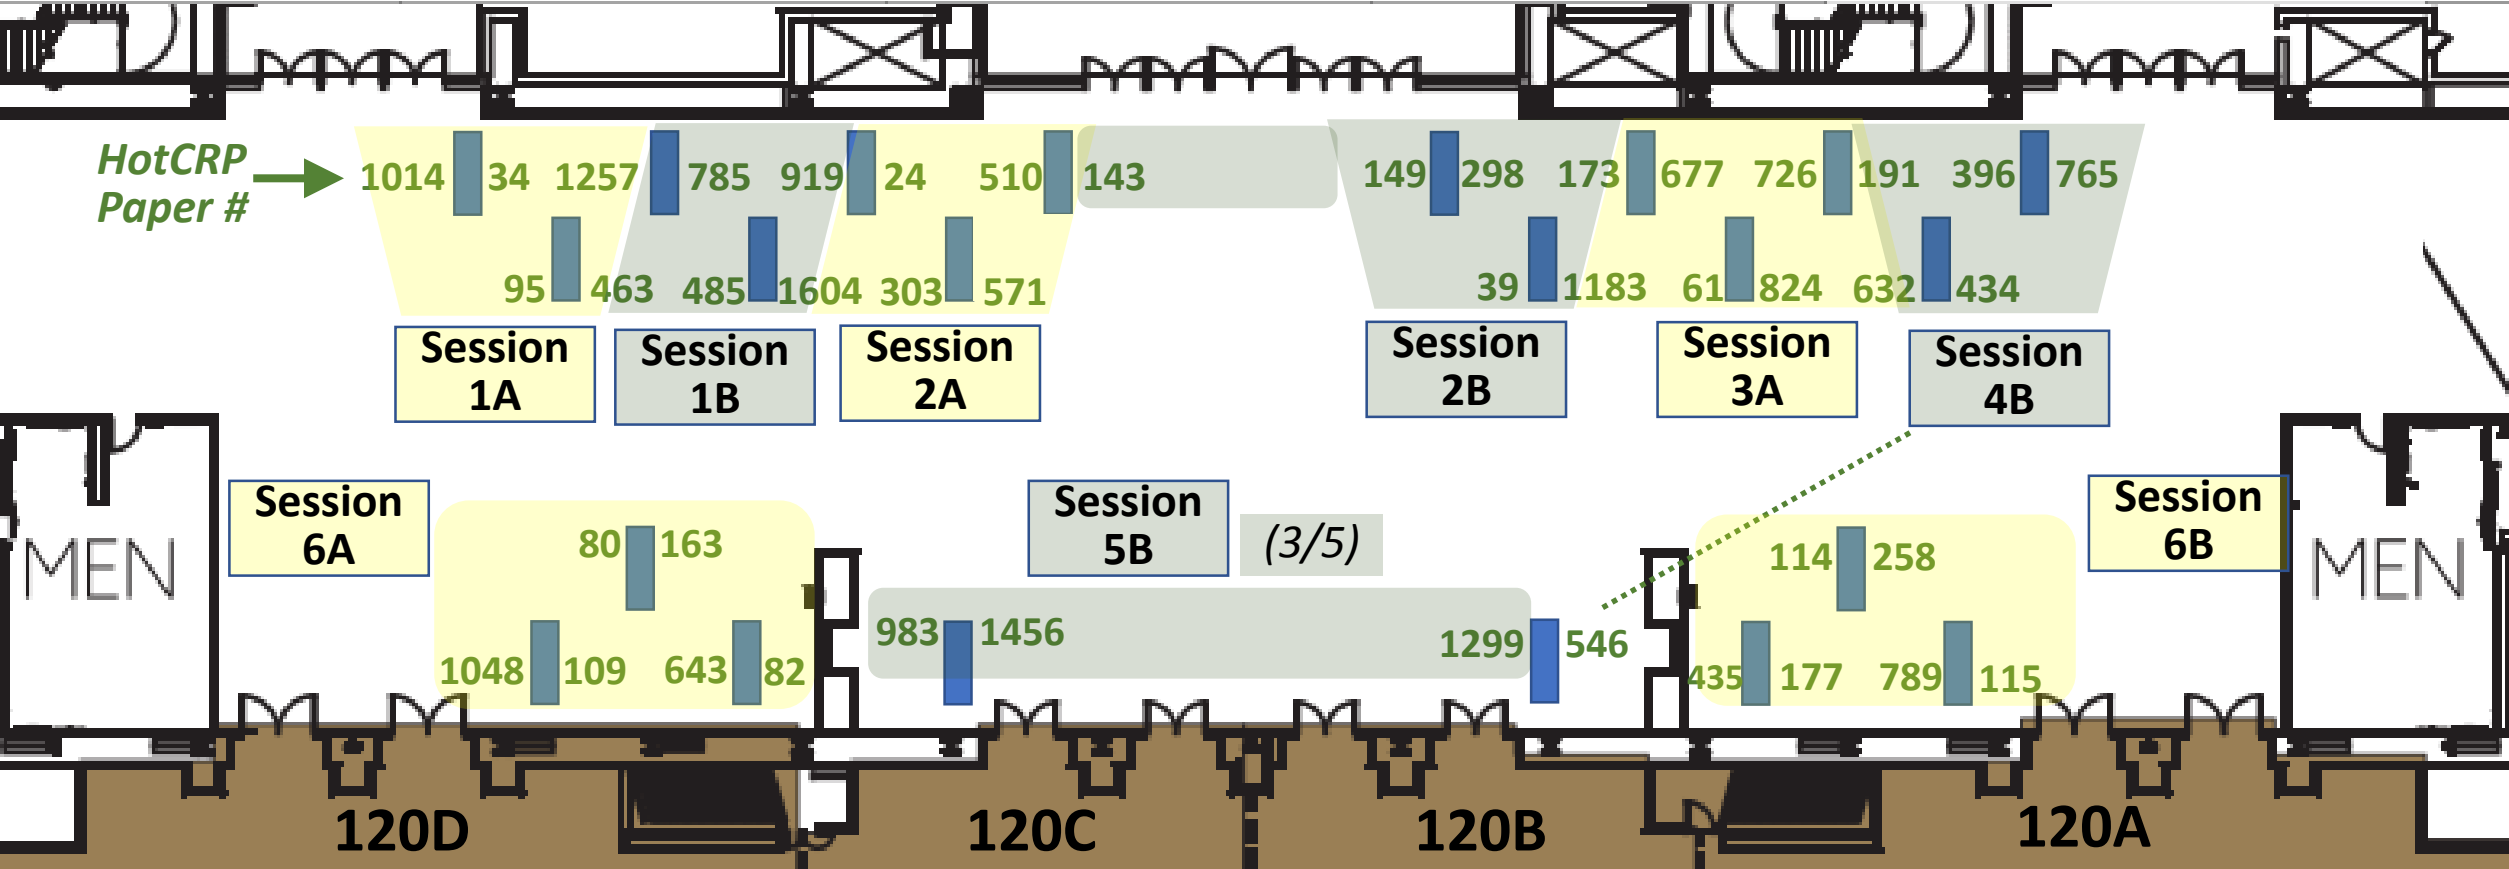 HotCRP
Paper #
1014 34 1257 785 919 24 510 143 149 298 173 677 726 191 396 765
95 463 485 1604 303 571 39 1183 61 824 632 434
Session
1A
Session
1B
Session
2A
Session
2B
Session
3A
Session
4B
Session
6A
Session
5B
(3/5)
Session
6B
MEN
80 163
1048 109 643 82
983 1456
1299 546
114 258
435 177 789 115
MEN
120D
120C
120B
120A